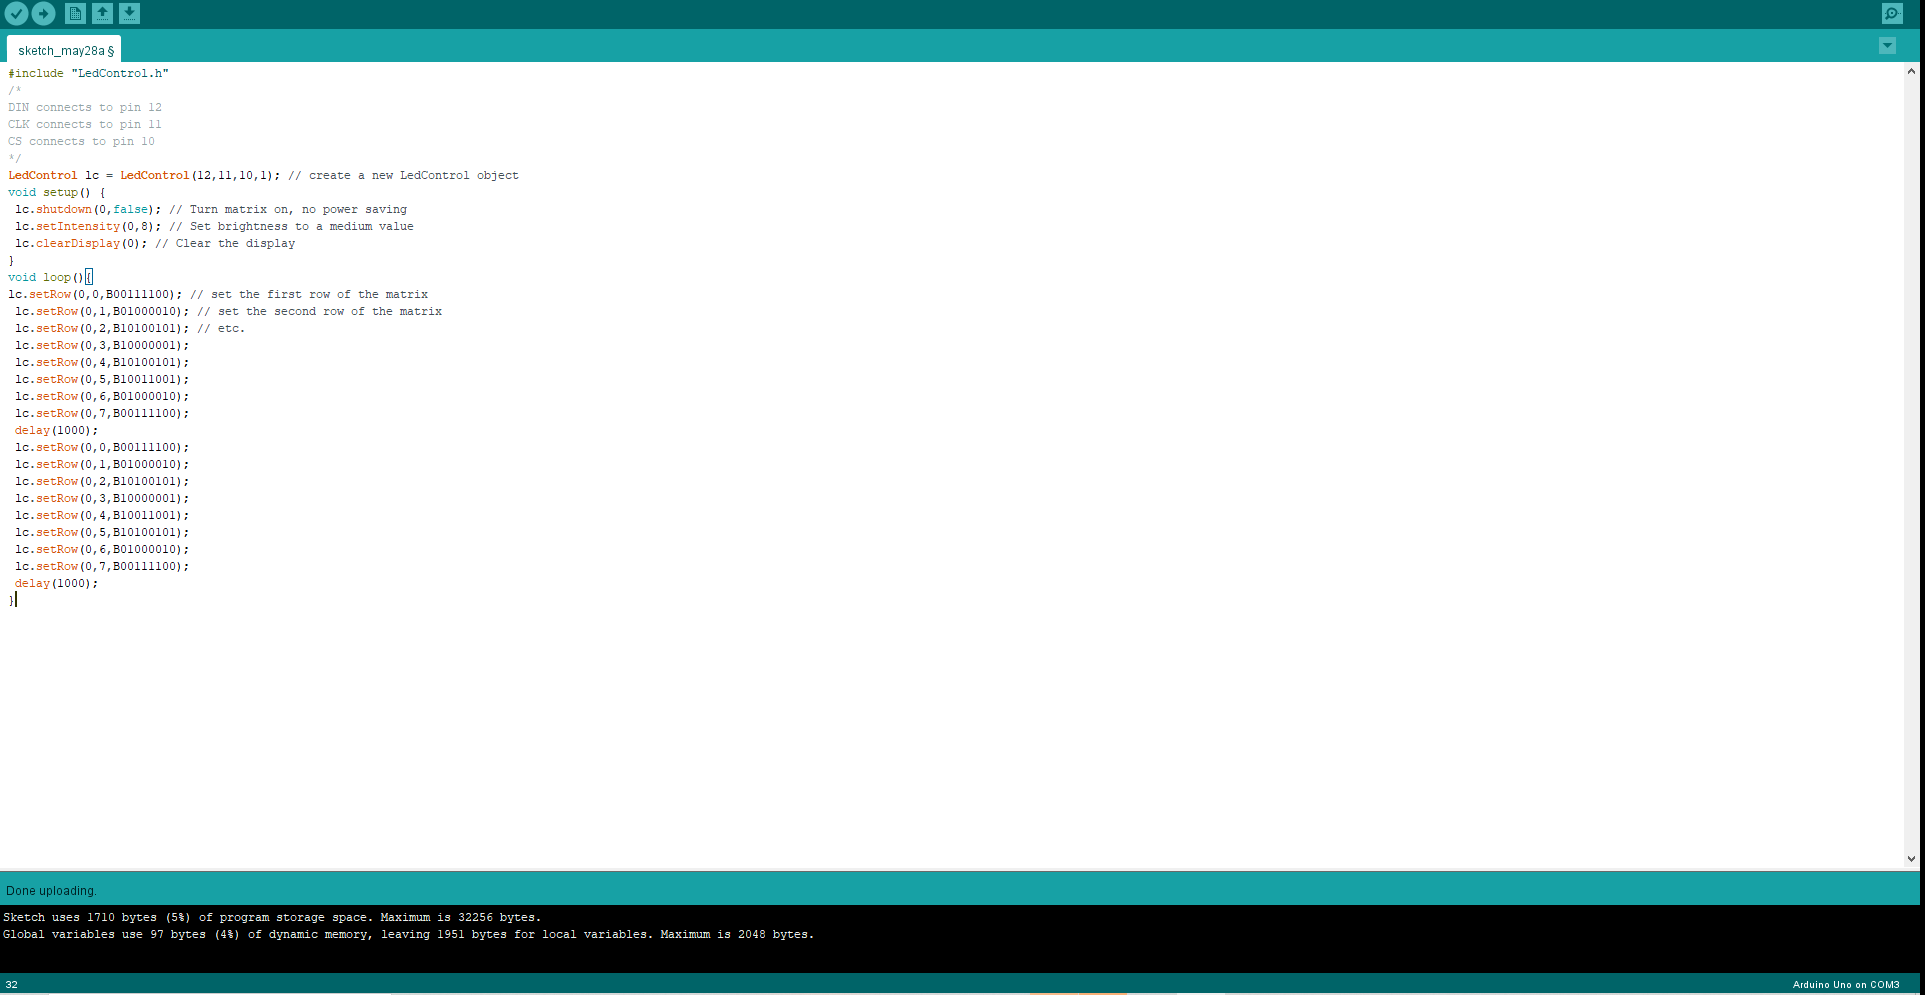 sketch_may28a §
#include "LedControl.h"
/*
DIN connects to pin 12
CLK connects to pin 11
CS connects to pin 10
*/
LedControl lc = LedControl(12,11,10,1); // create a new LedControl object
void setup() {
 lc.shutdown(0,false); // Turn matrix on, no power saving
 lc.setIntensity(0,8); // Set brightness to a medium value
 lc.clearDisplay(0); // Clear the display
}
void loop(){
lc.setRow(0,0,B00111100); // set the first row of the matrix
 lc.setRow(0,1,B01000010); // set the second row of the matrix
 lc.setRow(0,2,B10100101); // etc.
 lc.setRow(0,3,B10000001);
 lc.setRow(0,4,B10100101);
 lc.setRow(0,5,B10011001);
 lc.setRow(0,6,B01000010);
 lc.setRow(0,7,B00111100);
 delay(1000);
 lc.setRow(0,0,B00111100);
 lc.setRow(0,1,B01000010);
 lc.setRow(0,2,B10100101);
 lc.setRow(0,3,B10000001);
 lc.setRow(0,4,B10011001);
 lc.setRow(0,5,B10100101);
 lc.setRow(0,6,B01000010);
 lc.setRow(0,7,B00111100);
 delay(1000);
}
Done uploading.
Sketch uses 1710 bytes (5%) of program storage space. Maximum is 32256 bytes.
Global variables use 97 bytes (4%) of dynamic memory, leaving 1951 bytes for local variables. Maximum is 2048 bytes.
32
Arduino Uno on COM3